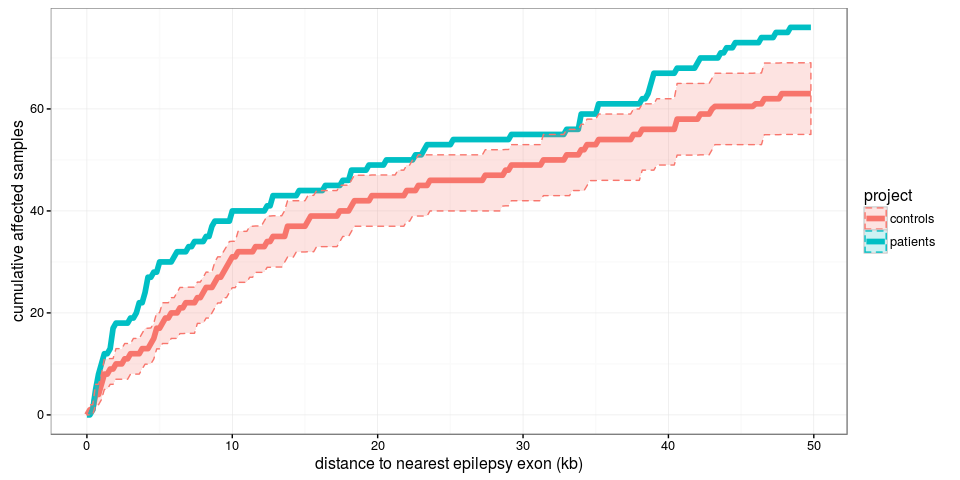 cumulative affected samples
60
40
20
0
0 10 20 30 40 50
distance to nearest epilepsy exon (kb)
project
controls
patients